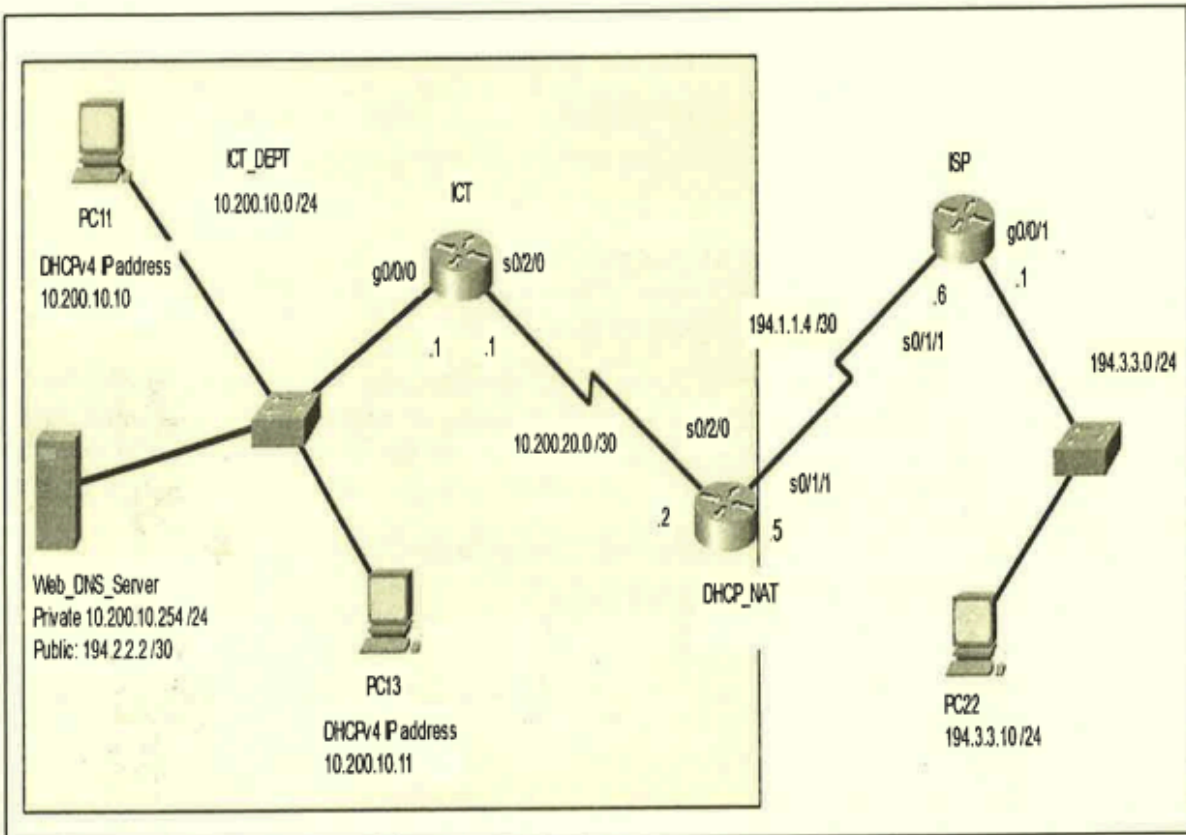 ICT_DEPT
10.200.10.0 /24
PC11
DHCPv4 IP address
10.200.10.10
ICT
g0/0/0
s0/2/0
.1
.1
ISP
g0/0/1
.6
.1
194.1.1.4 /30
s0/1/1
194.3.3.0 /24
10.200.20.0 /30
s0/2/0
s0/1/1
.2
.5
DHCP_NAT
Web_DNS_Server
Private 10.200.10.254 /24
Public: 194.2.2.2 /30
PC13
DHCPv4 IP address
10.200.10.11
PC22
194.3.3.10 /24